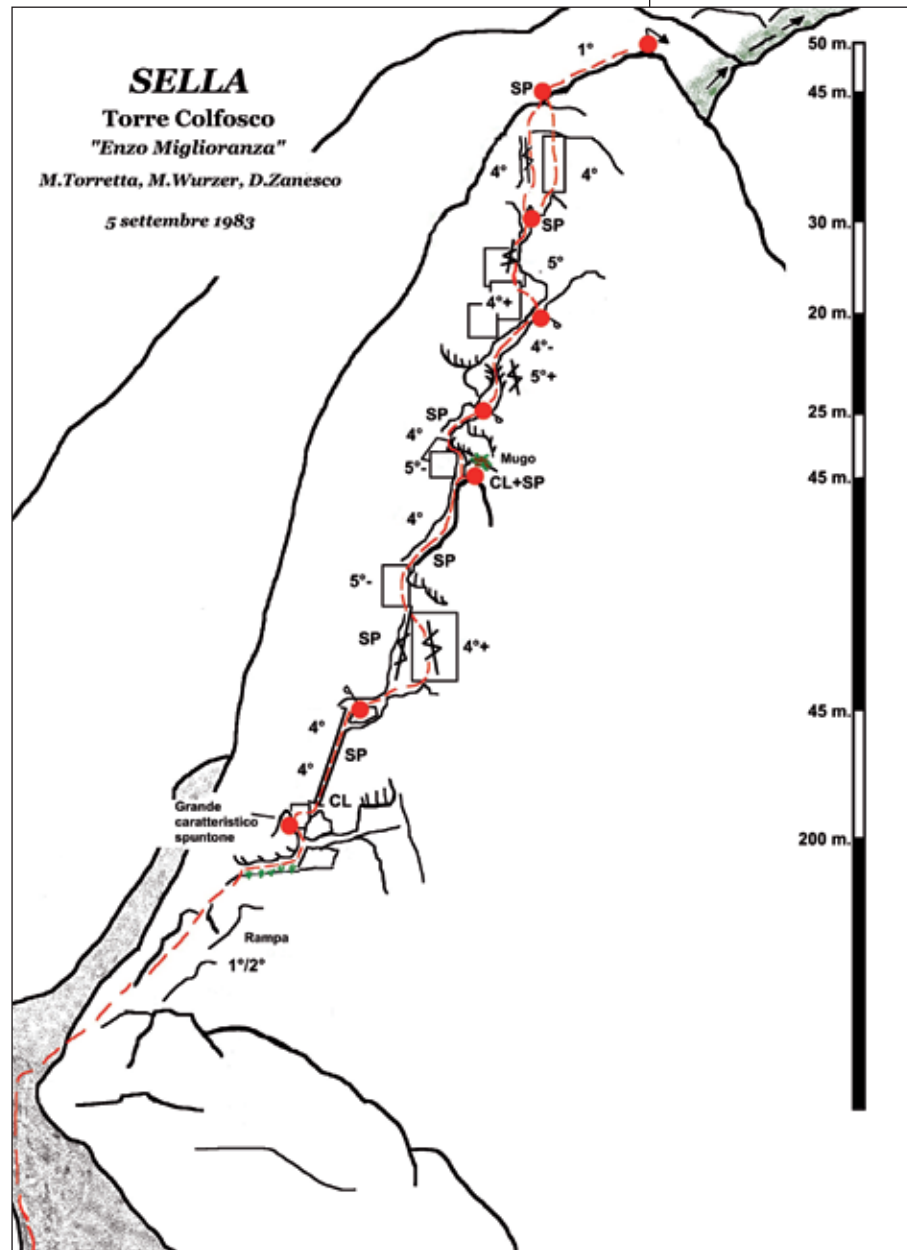 SELLA
Torre Colfosco
"Enzo Miglioranza"
M.Torretta, M.Wurzer, D.Zanesco
5 settembre 1983
1°
50 m.
SP
45 m.
4°
4°
SP
30 m.
5°
4°+
20 m.
4°-
5°+
SP
25 m.
4°
Mugo
5°-
CL+SP
45 m.
4°
SP
5°-
SP
4°+
45 m.
4°
SP
4°
CL
Grande
caratteristico
spuntone
200 m.
Rampa
1°/2°